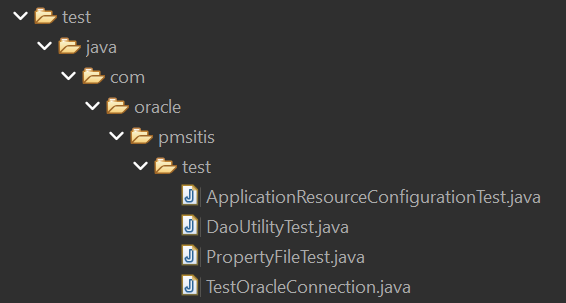 test
java
com
oracle
pmsitis
test
ApplicationResourceConfigurationTest.java
DaoUtilityTest.java
PropertyFileTest.java
TestOracleConnection.java